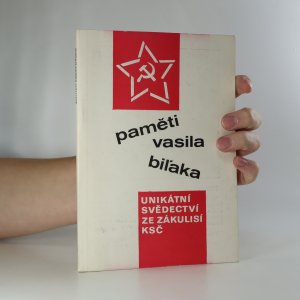 paměti
vasila
biľaka
UNIKÁTNÍ
SVĚDECTVÍ
ZE ZÁKULISÍ
KSČ